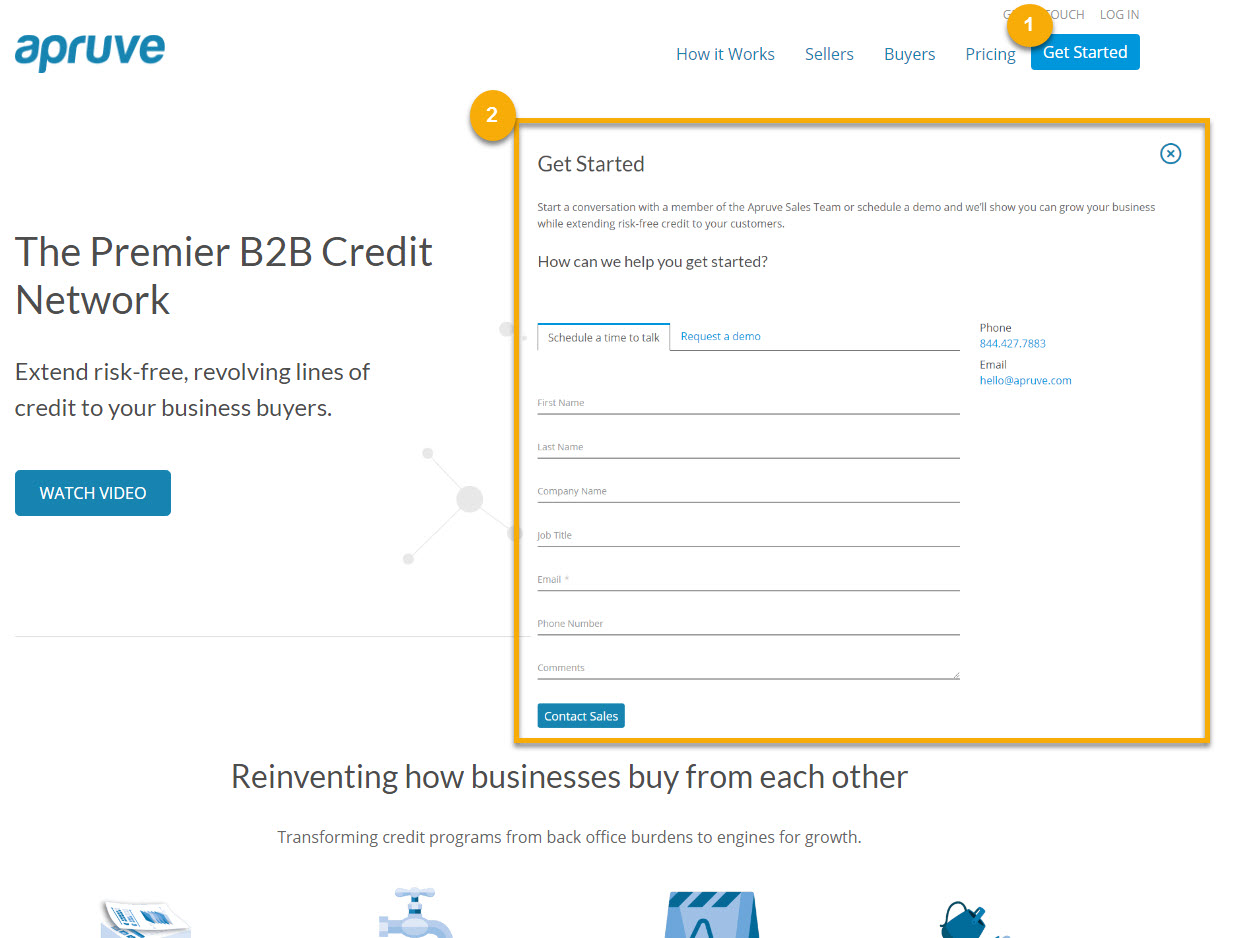 TOUCH LOG IN
1
apruve
How it Works Sellers Buyers Pricing Get Started
2
Get Started
Start a conversation with a member of the Apruve Sales Team or schedule a demo and we'll show you can grow your business
while extending risk-free credit to your customers.
How can we help you get started?
The Premier B2B Credit
Network
Extend risk-free, revolving lines of
credit to your business buyers.
WATCH VIDEO
Schedule a time to talk Request a demo
Phone
844.427.7883
Email
hello@apruve.com
First Name
Last Name
Company Name
Job Title
Email *
Phone Number
Comments
Contact Sales
Reinventing how businesses buy from each other
Transforming credit programs from back office burdens to engines for growth.